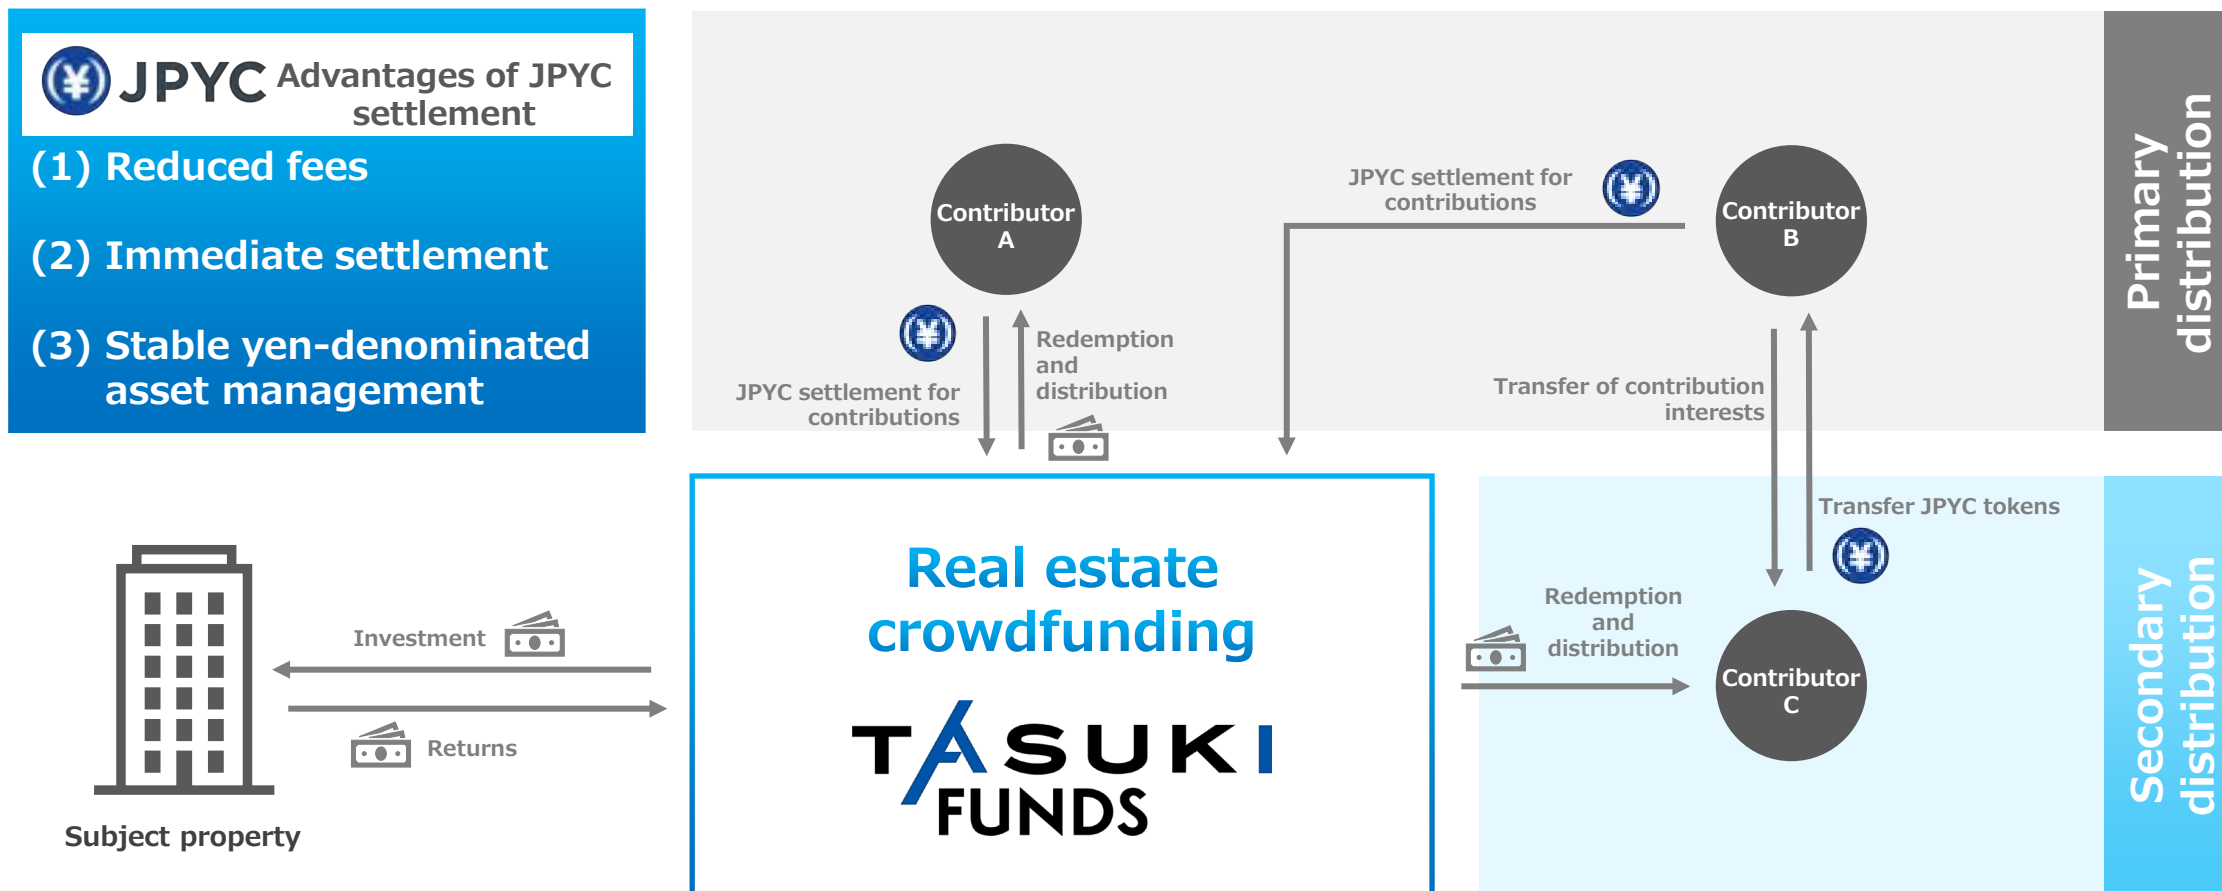 JPYC
Advantages of JPYC
settlement
(1) Reduced fees
(2) Immediate settlement
(3) Stable yen-denominated
asset management
Contributor
A
JPYC settlement for
contributions
Contributor
B
Redemption
and
distribution
JPYC settlement for
contributions
Transfer of contribution
interests
Primary
distribution
Transfer JPYC tokens
Redemption
and
distribution
Contributor
C
Secondary
distribution
Real estate
crowdfunding
TASUKI
FUNDS
Investment
Returns
Subject property